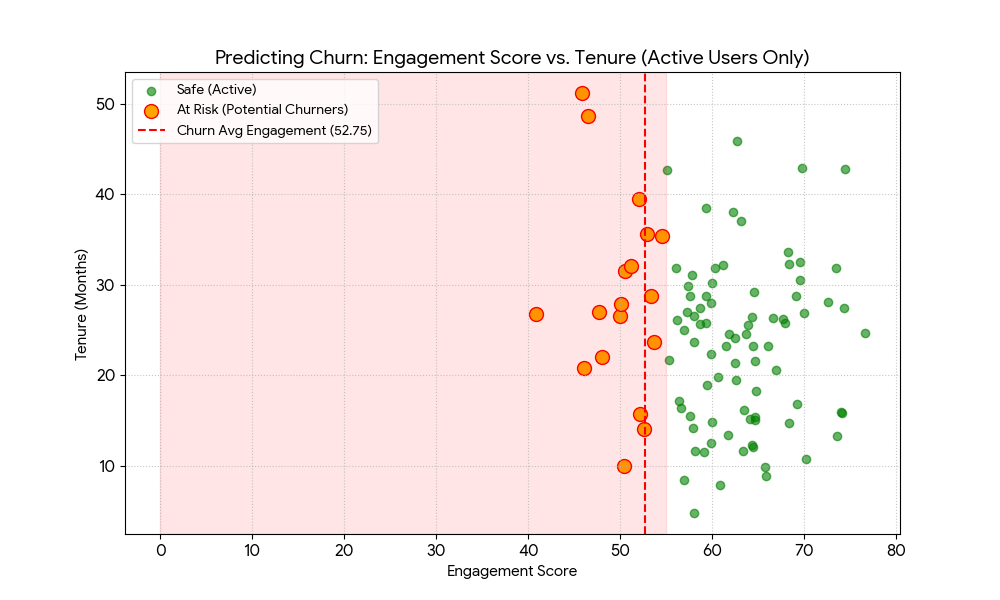 Predicting Churn: Engagement Score vs. Tenure (Active Users Only)
Safe (Active)
At Risk (Potential Churners)
Churn Avg Engagement (52.75)
Tenure (Months)
50
40
30
20
10
0 10 20 30 40 50 60 70 80
Engagement Score